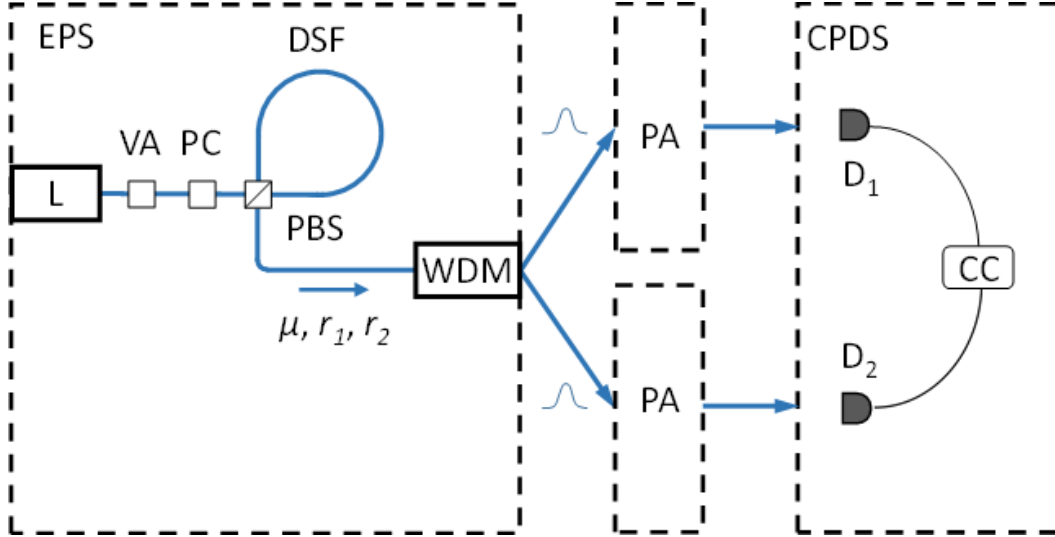 EPS
DSF
CPDS
VA
PC
PA
L
D1
PBS
WDM
CC
μ, r1, r2
D2
PA